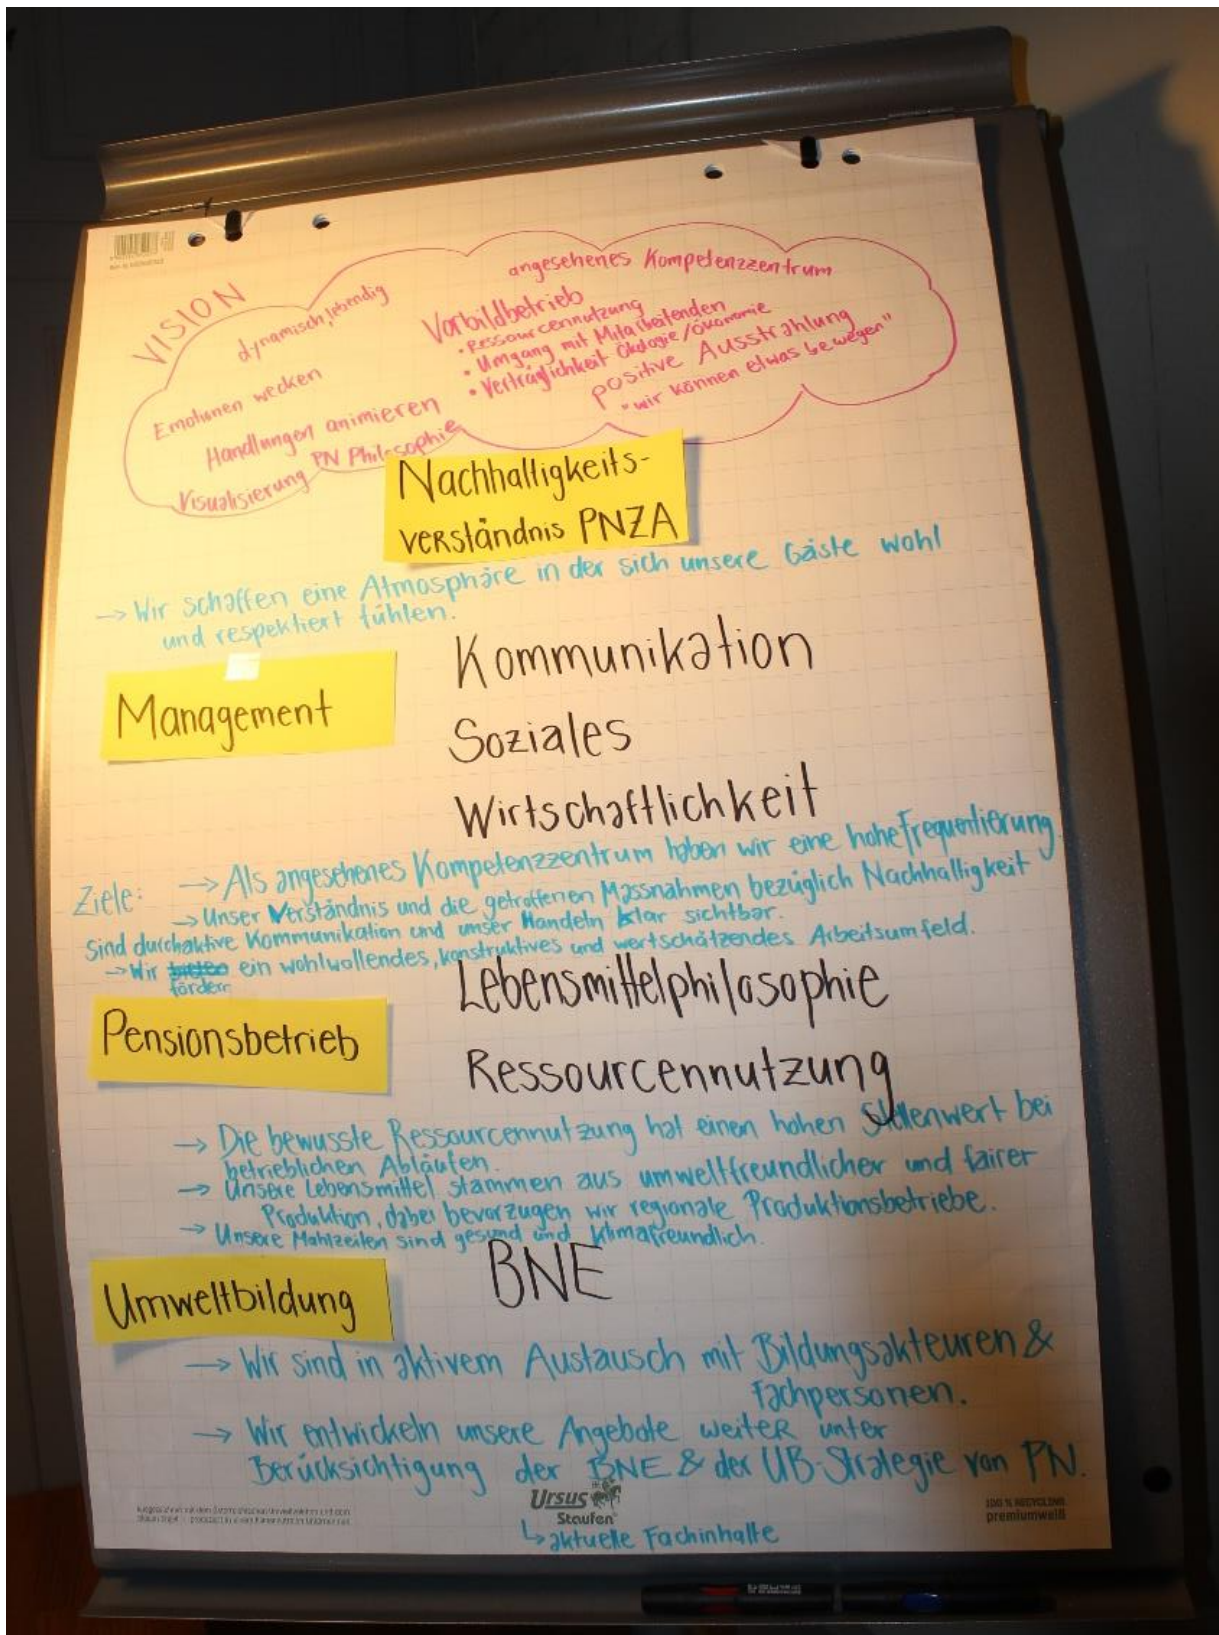 VISION
dynamisch, lebendig
Emotionen wecken
Handlungen animieren
Visualisierung PN Philosophie
angesehenes Kompetenzzentrum
Vorbildbetrieb
• Ressourcennutzung
• Umgang mit Mitarbeitenden
• Verträglichkeit Ökologie/Ökonomie
positive Ausstrahlung
"wir können etwas bewegen"
Nachhaltigkeits-
verständnis PNZA
→ Wir schaffen eine Atmosphäre in der sich unsere Gäste wohl
und respektiert fühlen.
Management
Kommunikation
Soziales
Wirtschaftlichkeit
Ziele: → Als angesehenes Kompetenzzentrum haben wir eine hohe Frequentierung.
→ Unser Verständnis und die getroffenen Massnahmen bezüglich Nachhaltigkeit
sind durch aktive Kommunikation und unser Handeln klar sichtbar.
→ Wir bieten ein wohlwollendes, konstruktives und wertschätzendes Arbeitsumfeld.
fördern
Pensionsbetrieb
Lebensmittelphilosophie
Ressourcennutzung
→ Die bewusste Ressourcennutzung hat einen hohen Stellenwert bei
betrieblichen Abläufen.
→ Unsere Lebensmittel stammen aus umweltfreundlicher und fairer
Produktion, dabei bevorzugen wir regionale Produktionsbetriebe.
→ Unsere Mahlzeiten sind gesund und klimafreundlich.
Umweltbildung
BNE
→ Wir sind in aktivem Austausch mit Bildungsakteuren &
Fachpersonen.
→ Wir entwickeln unsere Angebote weiter unter
Berücksichtigung der BNE & der UB-Strategie von PN.
↳ aktuelle Fachinhalte
Ursus
Staufen
100 % RECYCLING
premiumweiß